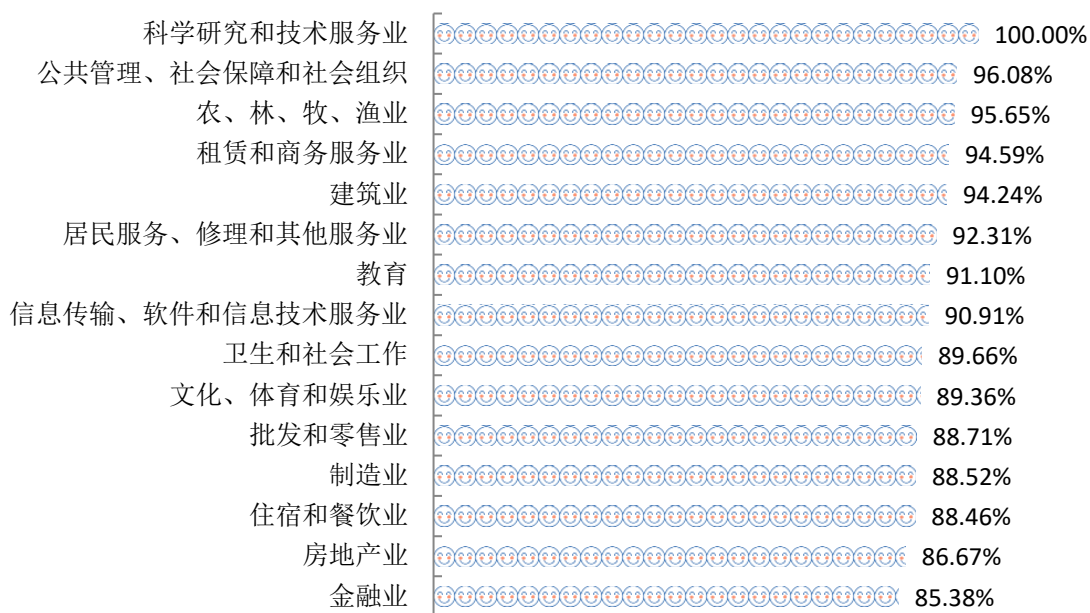 科学研究和技术服务业 100.00%
公共管理、社会保障和社会组织 96.08%
农、林、牧、渔业 95.65%
租赁和商务服务业 94.59%
建筑业 94.24%
居民服务、修理和其他服务业 92.31%
教育 91.10%
信息传输、软件和信息技术服务业 90.91%
卫生和社会工作 89.66%
文化、体育和娱乐业 89.36%
批发和零售业 88.71%
制造业 88.52%
住宿和餐饮业 88.46%
房地产业 86.67%
金融业 85.38%